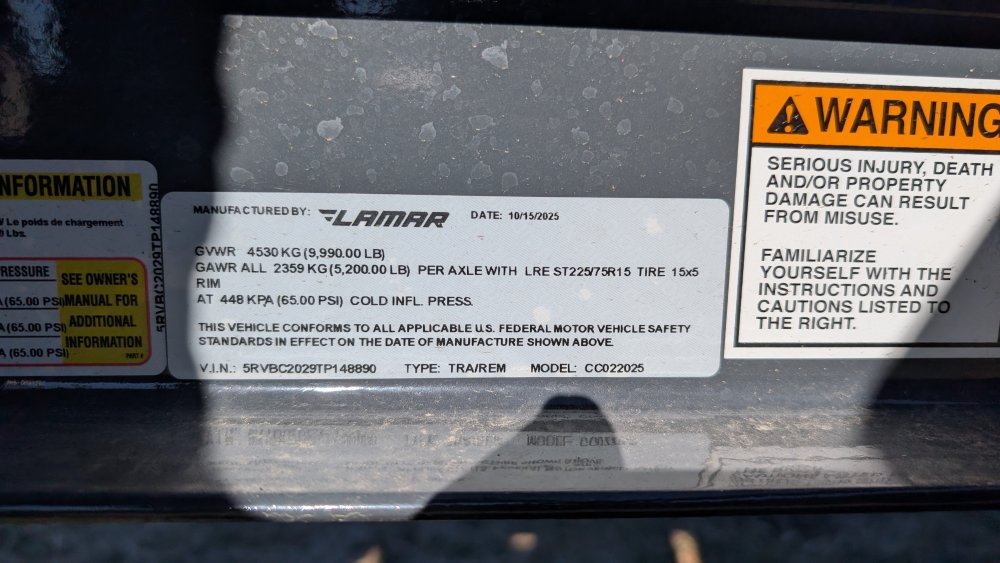 NFORMATION
Le poids de chargement
Lbs.
RESSURE
(65.00 PSI)
(65.00 PSI)
(65.00 PSI)
SEE OWNER'S
MANUAL FOR
ADDITIONAL
INFORMATION
PART #
5RVBC2029TP148890
MANUFACTURED BY: LAMAR DATE: 10/15/2025
GVWR 4530 KG (9,990.00 LB)
GAWR ALL 2359 KG (5,200.00 LB) PER AXLE WITH LRE ST225/75R15 TIRE 15x5
RIM
AT 448 KPA (65.00 PSI) COLD INFL. PRESS.
THIS VEHICLE CONFORMS TO ALL APPLICABLE U.S. FEDERAL MOTOR VEHICLE SAFETY
STANDARDS IN EFFECT ON THE DATE OF MANUFACTURE SHOWN ABOVE.
V.I.N.: 5RVBC2029TP148890 TYPE: TRA/REM MODEL: CC022025
WARNING
SERIOUS INJURY, DEATH
AND/OR PROPERTY
DAMAGE CAN RESULT
FROM MISUSE.
FAMILIARIZE
YOURSELF WITH THE
INSTRUCTIONS AND
CAUTIONS LISTED TO
THE RIGHT.